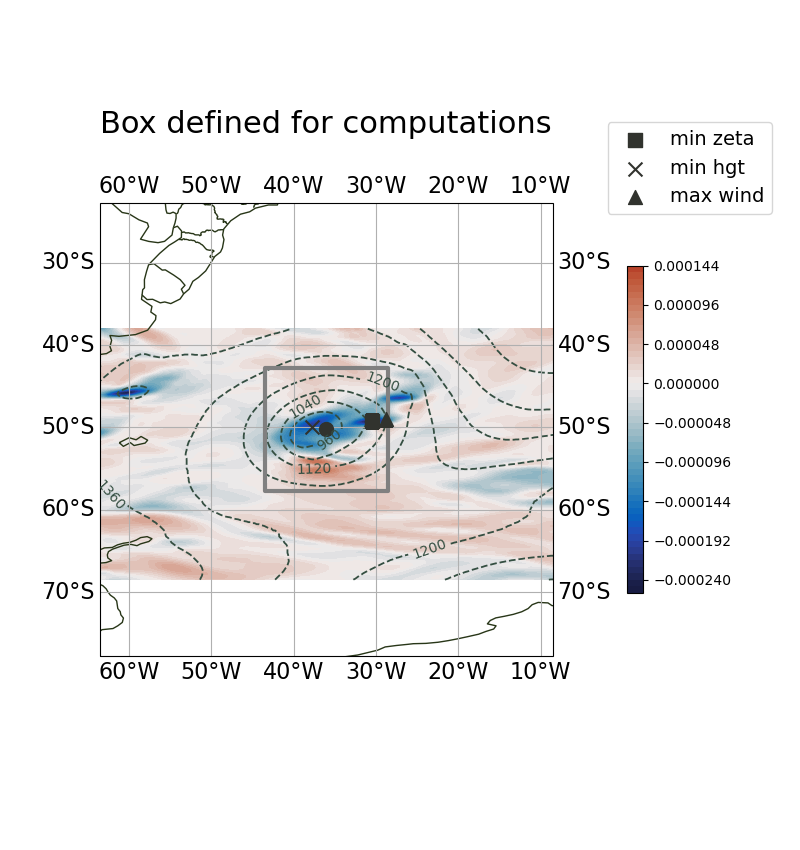 Box defined for computations
min zeta
min hgt
max wind
60°W 50°W 40°W 30°W 20°W 10°W
30°S 30°S
40°S 40°S
50°S 50°S
60°S 60°S
70°S 70°S
1200
1040
960
1120
1360
1200
60°W 50°W 40°W 30°W 20°W 10°W
0.000144
0.000096
0.000048
0.000000
−0.000048
−0.000096
−0.000144
−0.000192
−0.000240